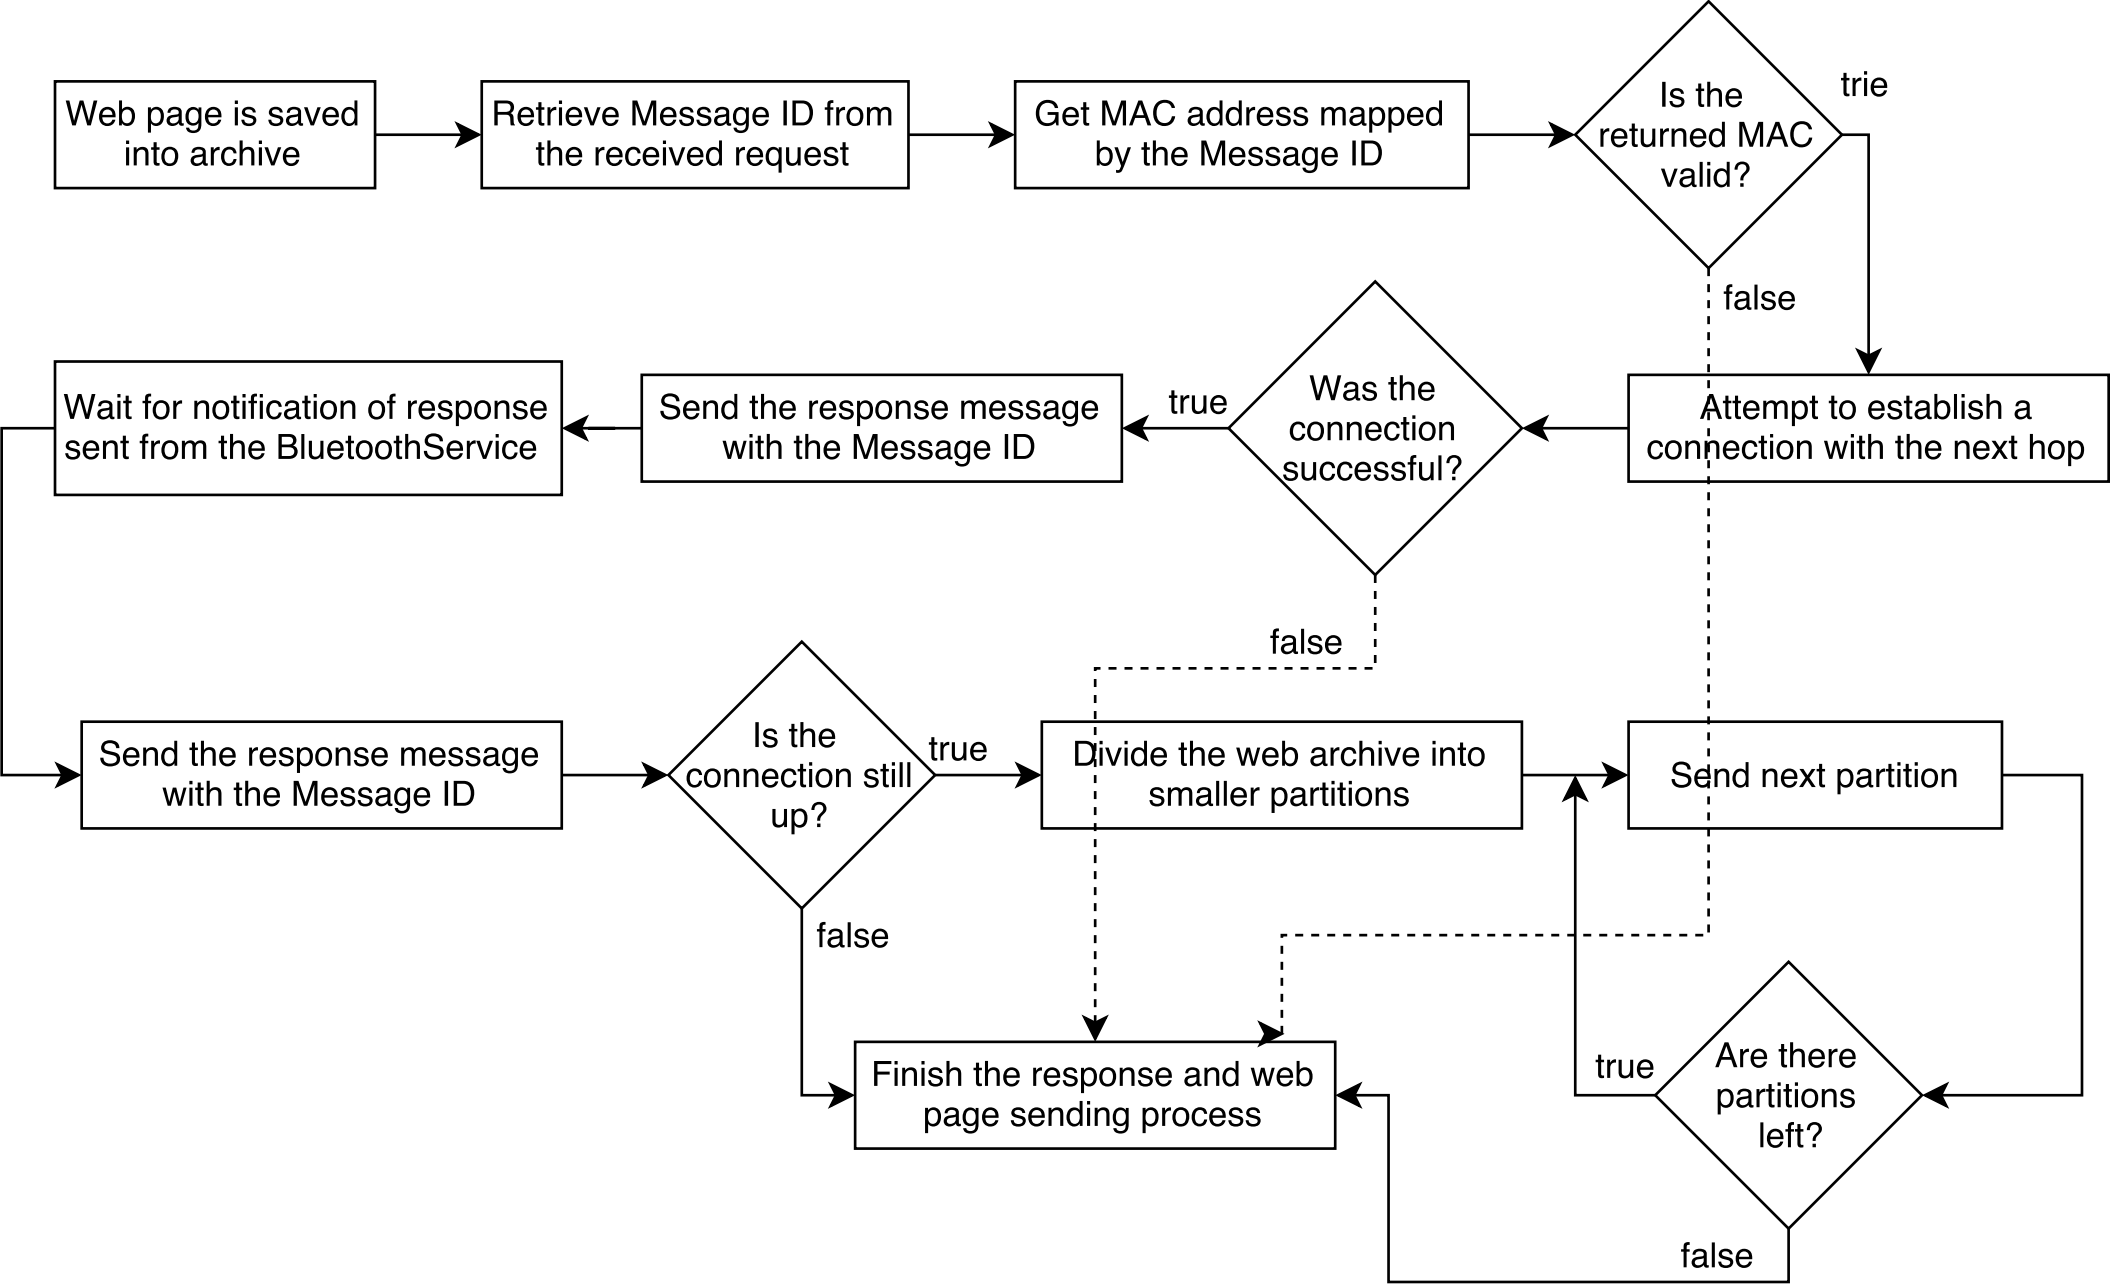 Web page is saved
into archive
Retrieve Message ID from
the received request
Get MAC address mapped
by the Message ID
Is the
returned MAC
valid?
trie
false
Wait for notification of response
sent from the BluetoothService
Send the response message
with the Message ID
true
Was the
connection
successful?
Attempt to establish a
connection with the next hop
false
Send the response message
with the Message ID
Is the
connection still
up?
true
Divide the web archive into
smaller partitions
Send next partition
false
Finish the response and web
page sending process
true
Are there
partitions
left?
false